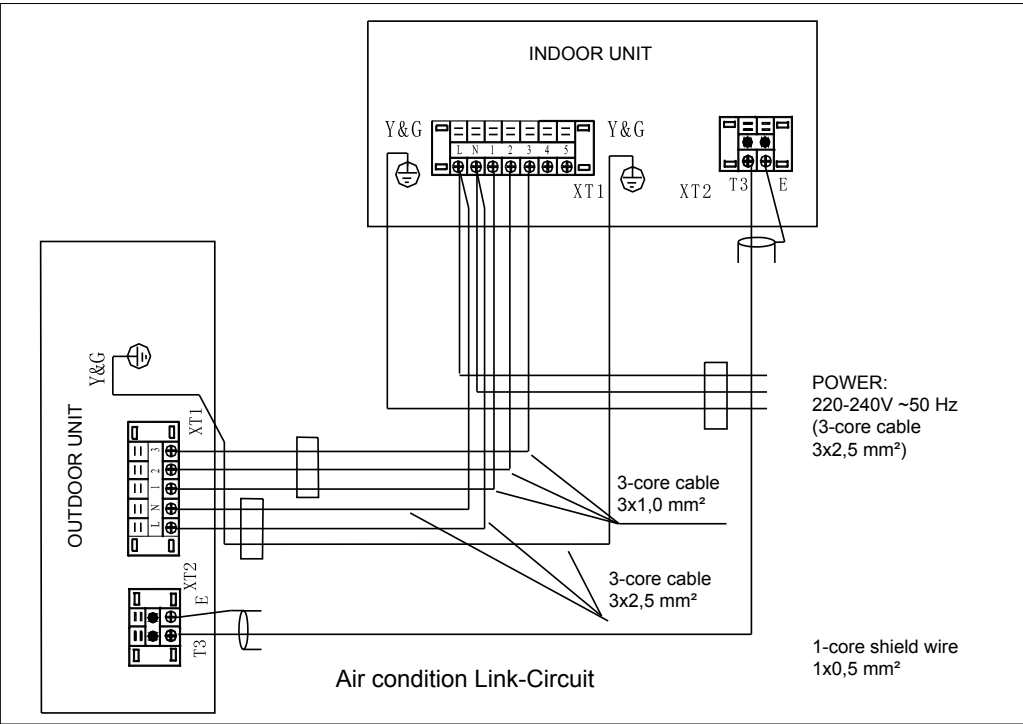 INDOOR UNIT
Y&G
L N 1 2 3 4 5
Y&G
XT1
XT2
T3
E
OUTDOOR UNIT
Y&G
XT1
3
2
1
N
L
XT2
E
T3
POWER:
220-240V ~50 Hz
(3-core cable
3x2,5 mm²)
3-core cable
3x1,0 mm²
3-core cable
3x2,5 mm²
1-core shield wire
1x0,5 mm²
Air condition Link-Circuit